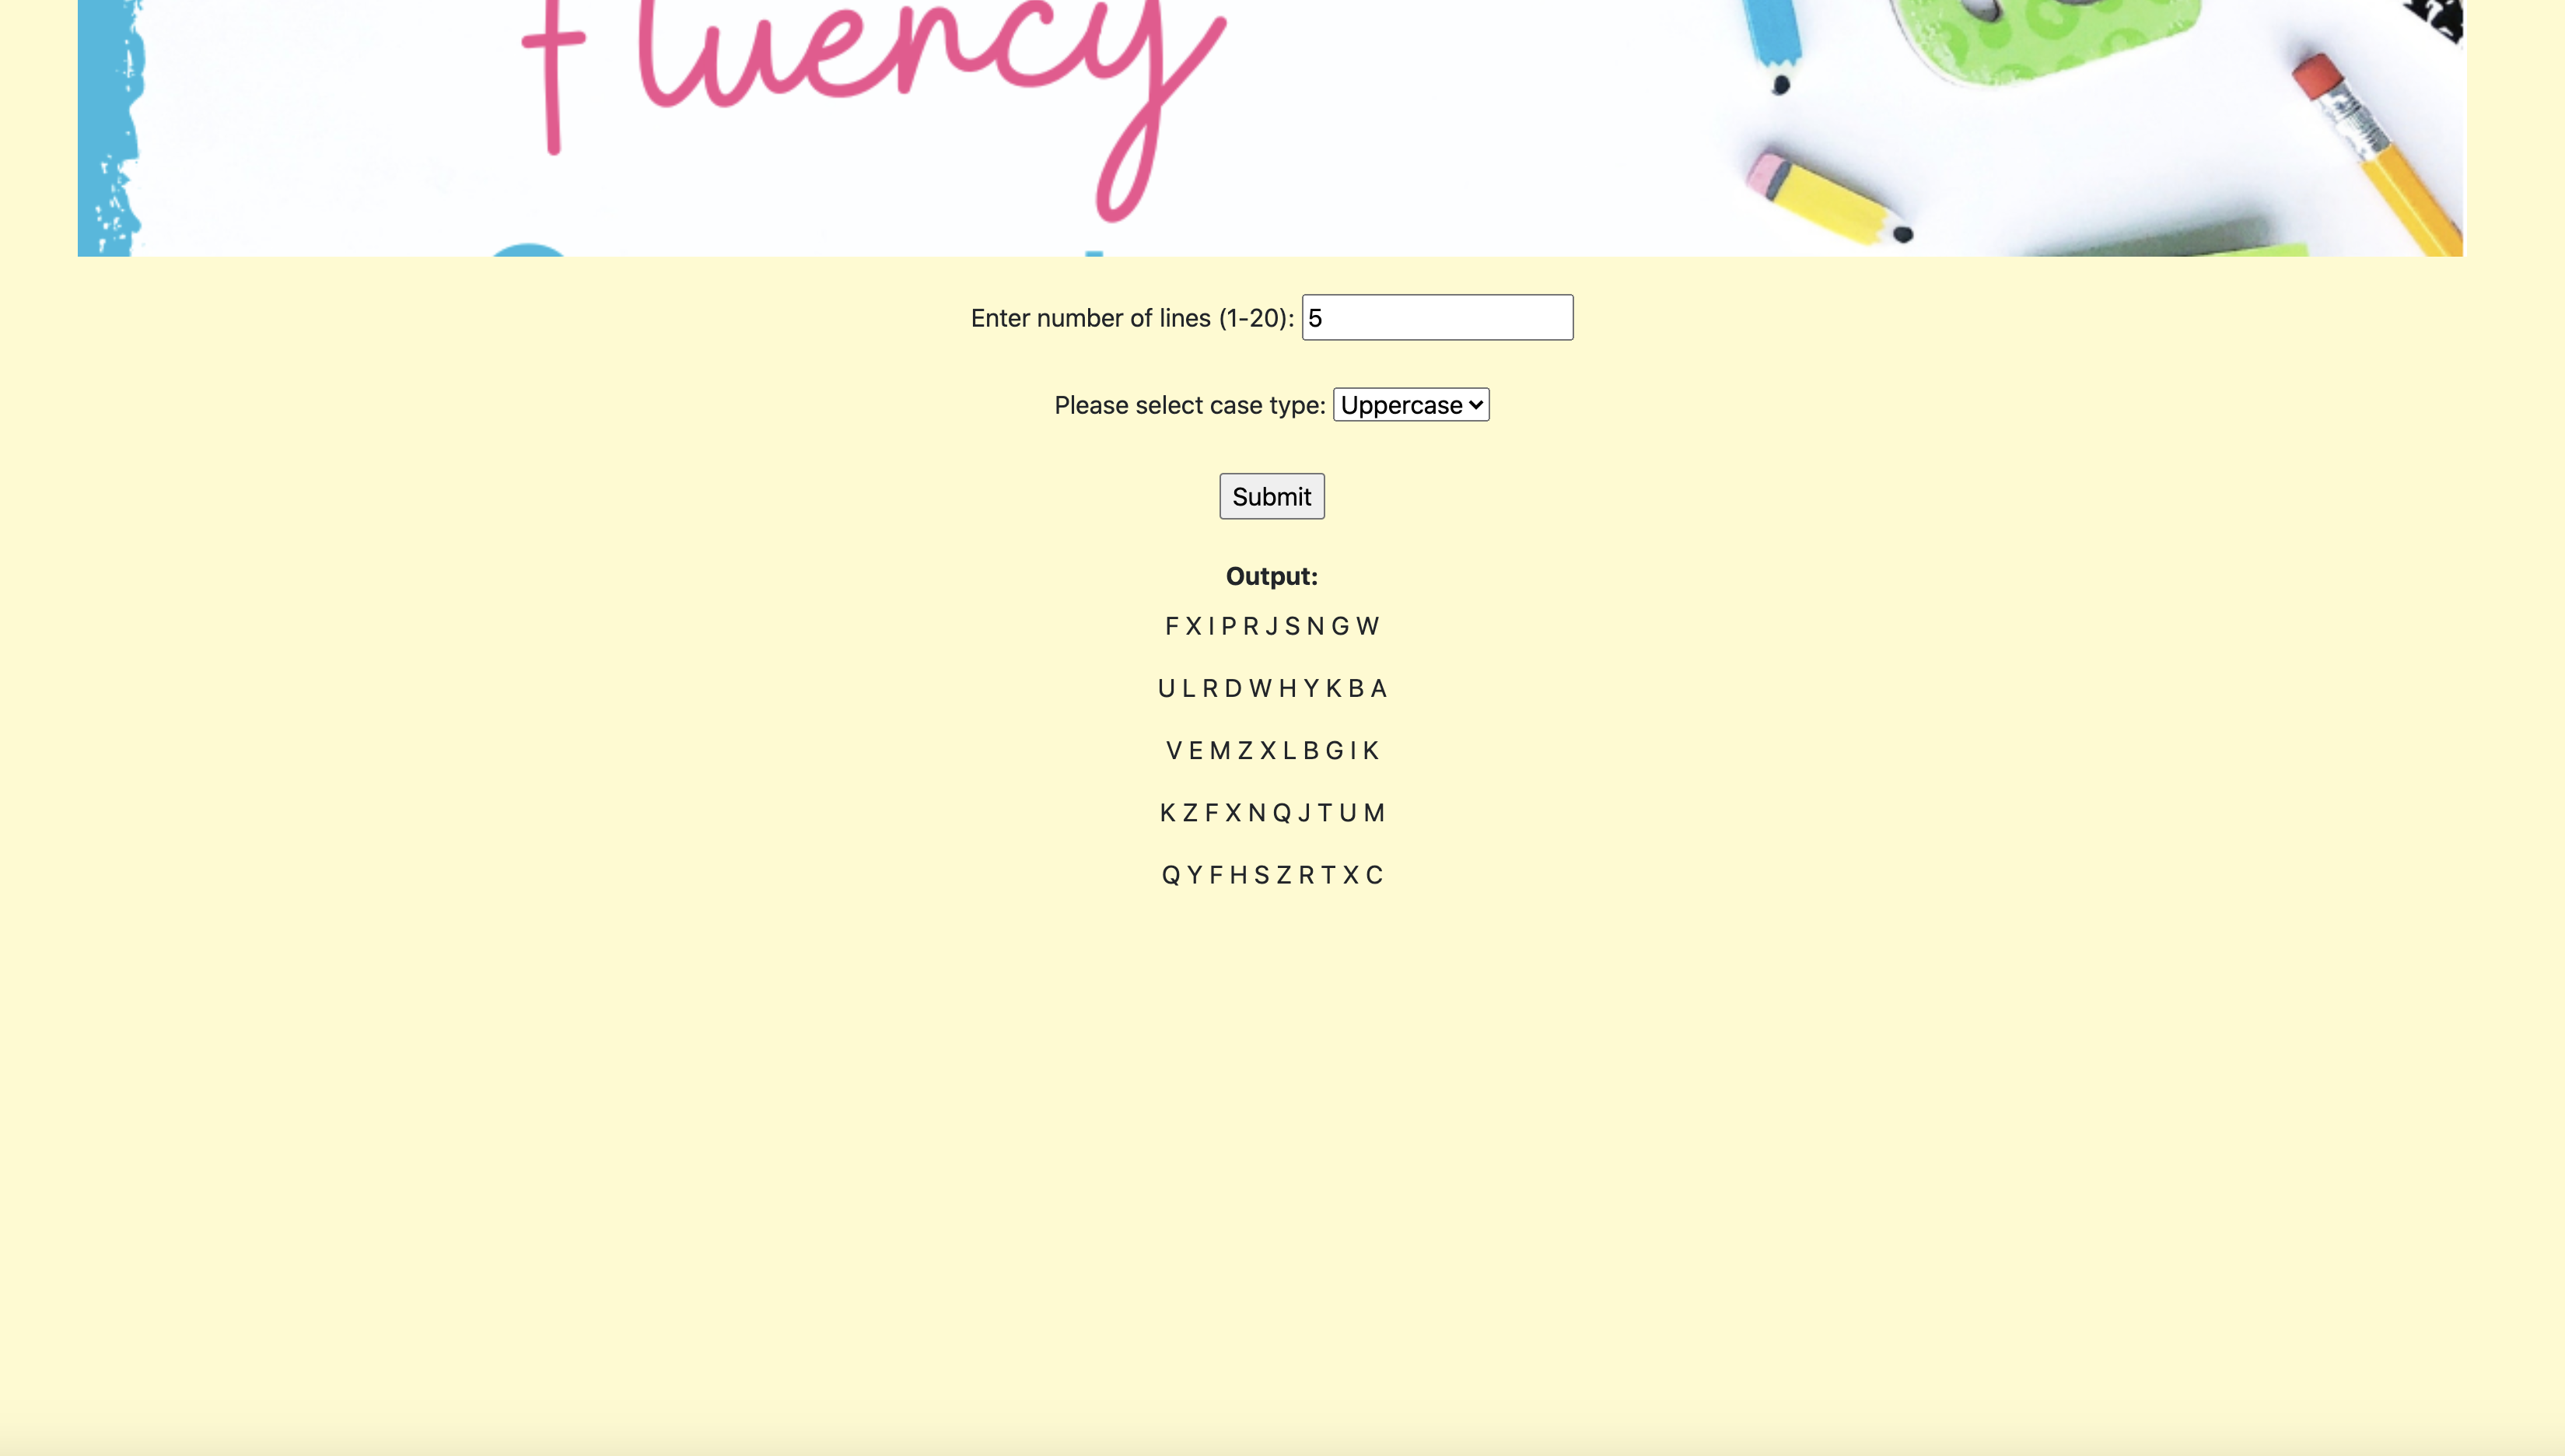 Fluency
Enter number of lines (1-20): 5
Please select case type: Uppercase
Submit
Output:
F X I P R J S N G W
U L R D W H Y K B A
V E M Z X L B G I K
K Z F X N Q J T U M
Q Y F H S Z R T X C